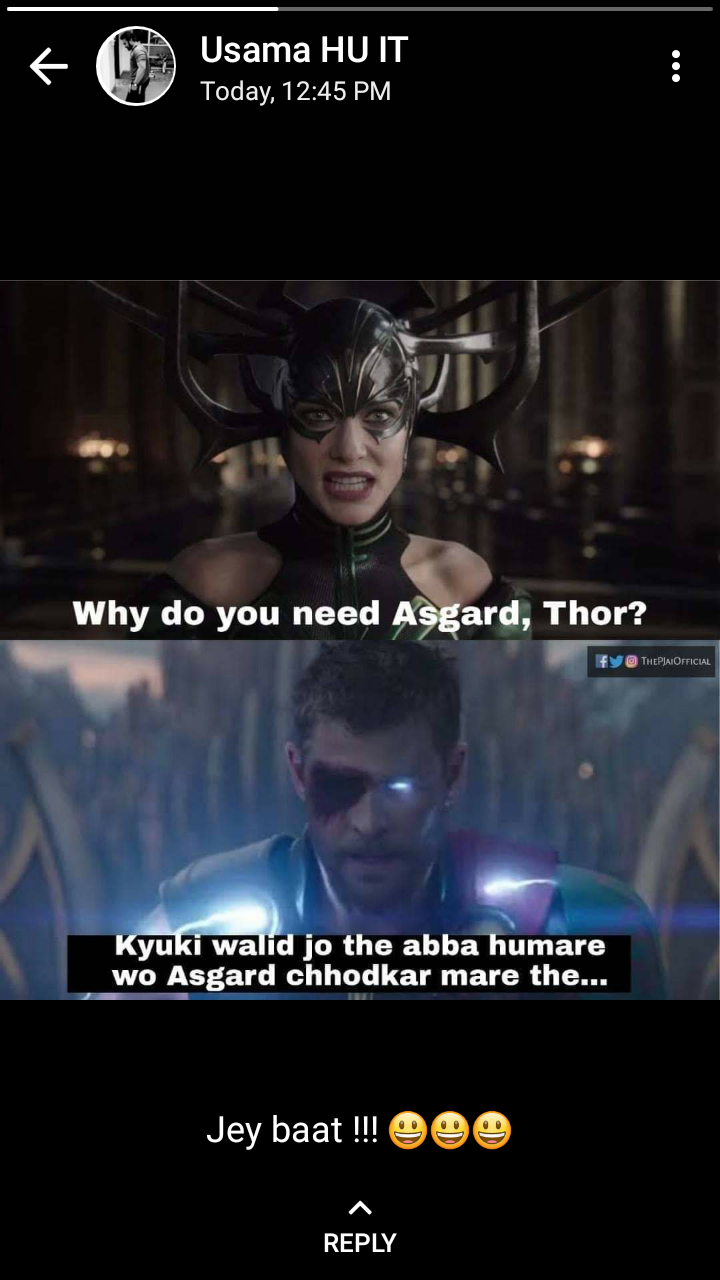 Usama HU IT
Today, 12:45 PM
Why do you need Asgard, Thor?
THEPJAIOFFICIAL
Kyuki walid jo the abba humare
wo Asgard chhodkar mare the...
Jey baat !!! 😃😃😃
REPLY